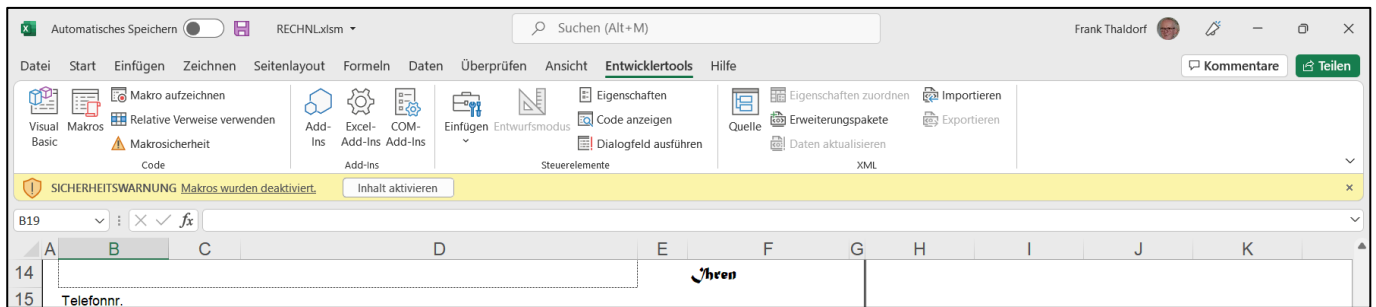 Automatisches Speichern RECHNL.xlsm Suchen (Alt+M) Frank Thaldorf
Datei Start Einfügen Zeichnen Seitenlayout Formeln Daten Überprüfen Ansicht Entwicklertools Hilfe Kommentare Teilen
Visual Basic
Makros
Makro aufzeichnen
Relative Verweise verwenden
Makrosicherheit
Code
Add-Ins
Excel-Add-Ins
COM-Add-Ins
Add-Ins
Einfügen
Entwurfsmodus
Eigenschaften
Code anzeigen
Dialogfeld ausführen
Steuerelemente
Quelle
Eigenschaften zuordnen
Erweiterungspakete
Daten aktualisieren
Importieren
Exportieren
XML
SICHERHEITSWARNUNG Makros wurden deaktiviert. Inhalt aktivieren
B19 fx
A B C D E F G H I J K
14 Ihren
15 Telefonnr.